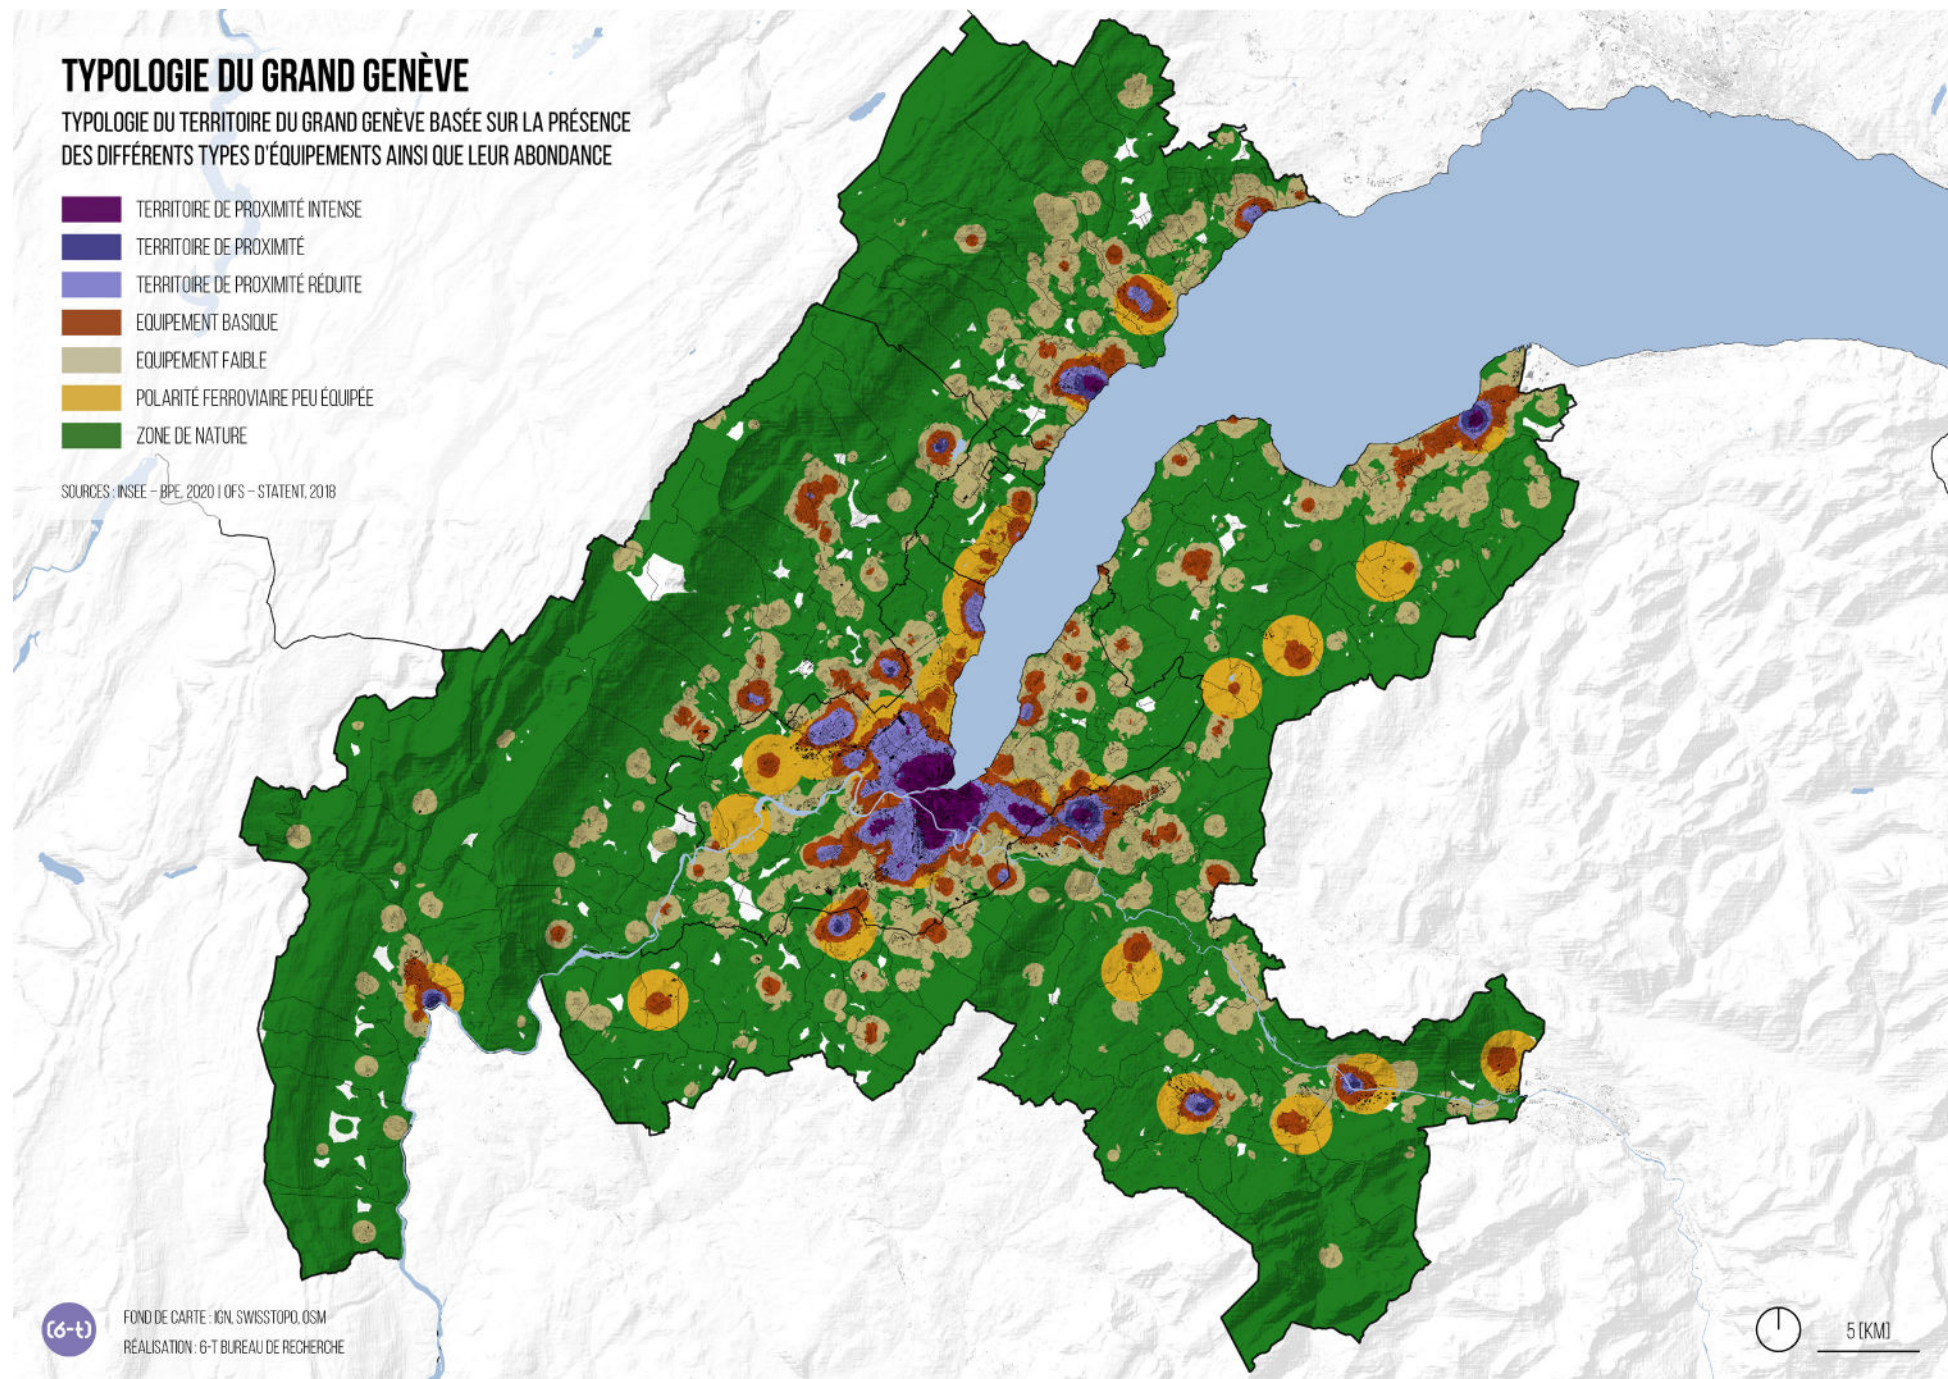 TYPOLOGIE DU GRAND GENÈVE
TYPOLOGIE DU TERRITOIRE DU GRAND GENÈVE BASÉE SUR LA PRÉSENCE
DES DIFFÉRENTS TYPES D'ÉQUIPEMENTS AINSI QUE LEUR ABONDANCE
TERRITOIRE DE PROXIMITÉ INTENSE
TERRITOIRE DE PROXIMITÉ
TERRITOIRE DE PROXIMITÉ RÉDUITE
EQUIPEMENT BASIQUE
EQUIPEMENT FAIBLE
POLARITÉ FERROVIAIRE PEU ÉQUIPÉE
ZONE DE NATURE
SOURCES : INSEE – BPE, 2020 | OFS – STATENT, 2018
(6-t)
FOND DE CARTE : IGN, SWISSTOPO, OSM
RÉALISATION : 6-T BUREAU DE RECHERCHE
5 [KM]